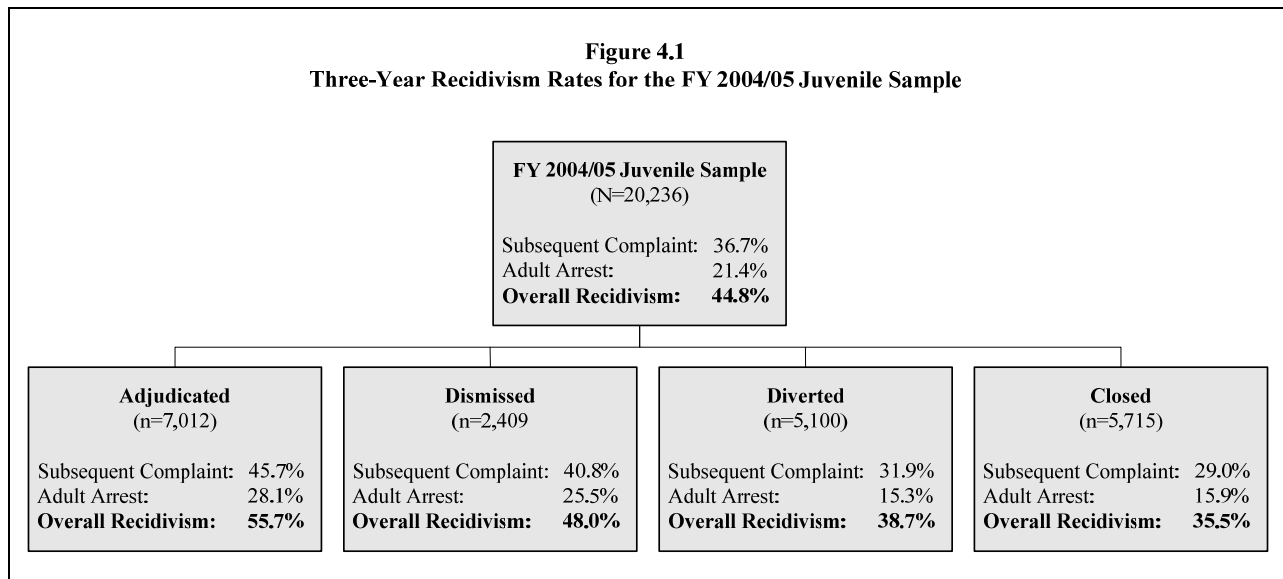 Figure 4.1
Three-Year Recidivism Rates for the FY 2004/05 Juvenile Sample
FY 2004/05 Juvenile Sample
(N=20,236)
Subsequent Complaint: 36.7%
Adult Arrest: 21.4%
Overall Recidivism: 44.8%
Adjudicated
(n=7,012)
Subsequent Complaint: 45.7%
Adult Arrest: 28.1%
Overall Recidivism: 55.7%
Dismissed
(n=2,409
Subsequent Complaint: 40.8%
Adult Arrest: 25.5%
Overall Recidivism: 48.0%
Diverted
(n=5,100)
Subsequent Complaint: 31.9%
Adult Arrest: 15.3%
Overall Recidivism: 38.7%
Closed
(n=5,715)
Subsequent Complaint: 29.0%
Adult Arrest: 15.9%
Overall Recidivism: 35.5%